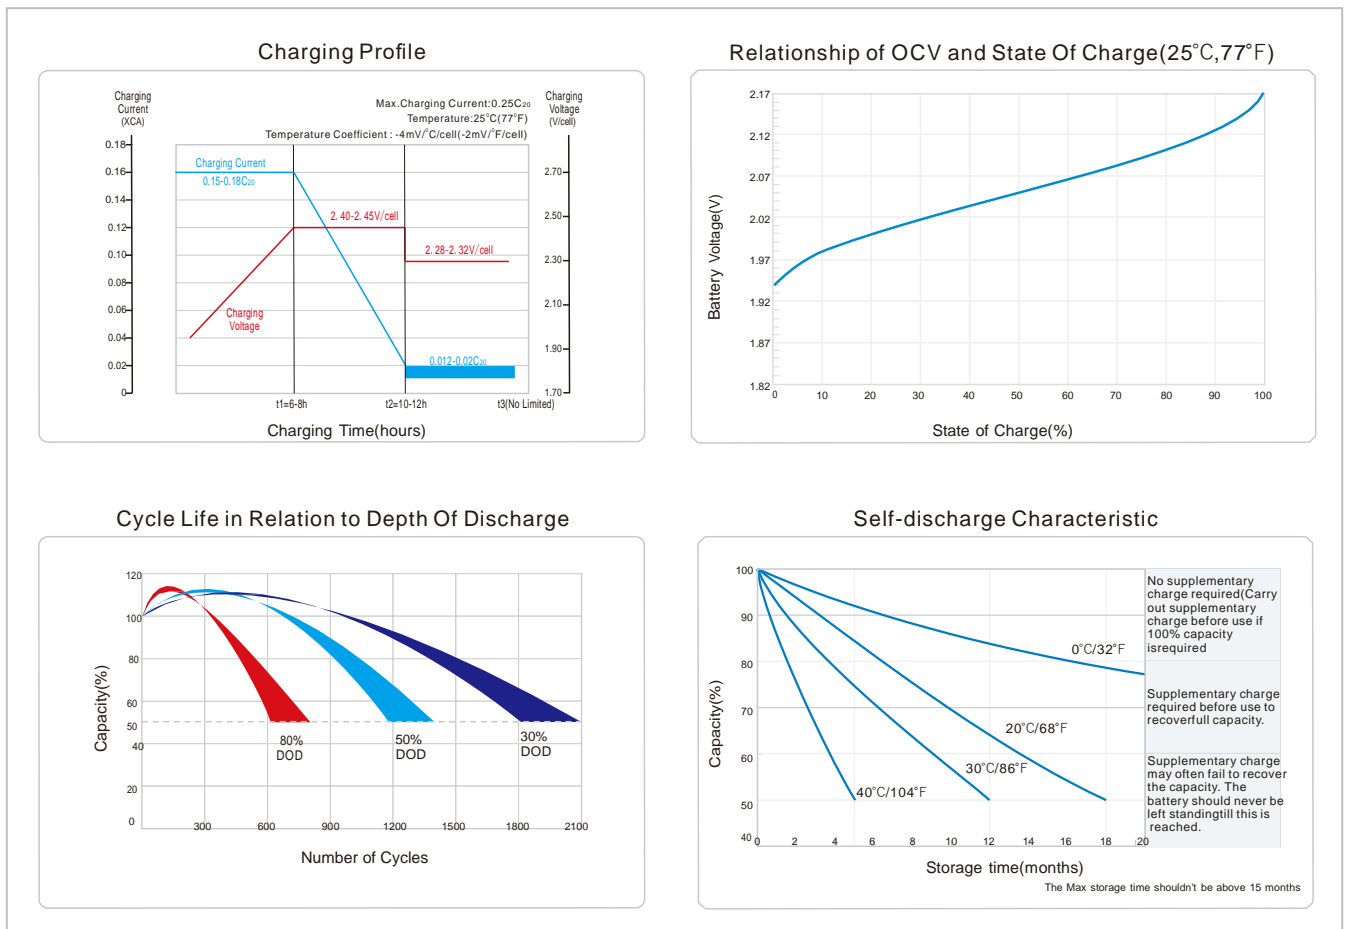 Charging Profile
Charging
Current
(XCA)
Max.Charging Current:0.25C20
Temperature:25°C(77°F)
Temperature Coefficient : -4mV/°C/cell(-2mV/°F/cell)
Charging
Voltage
(V/cell)
0.18
0.16
0.14
0.12
0.10
0.08
0.06
0.04
0.02
0
Charging Current
0.15-0.18C20
2. 40-2. 45V/cell
2. 28-2. 32V/cell
Charging
Voltage
0.012-0.02C20
2.70
2.50
2.30
2.10
1.90
1.70
t1=6-8h
t2=10-12h
t3(No Limited)
Charging Time(hours)
Relationship of OCV and State Of Charge(25°C,77°F)
Battery Voltage(V)
2.17
2.12
2.07
2.02
1.97
1.92
1.87
1.82
0 10 20 30 40 50 60 70 80 90 100
State of Charge(%)
Cycle Life in Relation to Depth Of Discharge
Capacity(%)
120
100
80
60
50
40
20
0
80%
DOD
50%
DOD
30%
DOD
300 600 900 1200 1500 1800 2100
Number of Cycles
Self-discharge Characteristic
Capacity(%)
100
90
80
70
60
50
40
0°C/32°F
20°C/68°F
30°C/86°F
40°C/104°F
No supplementary
charge required(Carry
out supplementary
charge before use if
100% capacity
isrequired
Supplementary charge
required before use to
recoverfull capacity.
Supplementary charge
may often fail to recover
the capacity. The
battery should never be
left standingtill this is
reached.
0 2 4 6 8 10 12 14 16 18 20
Storage time(months)
The Max storage time shouldn't be above 15 months